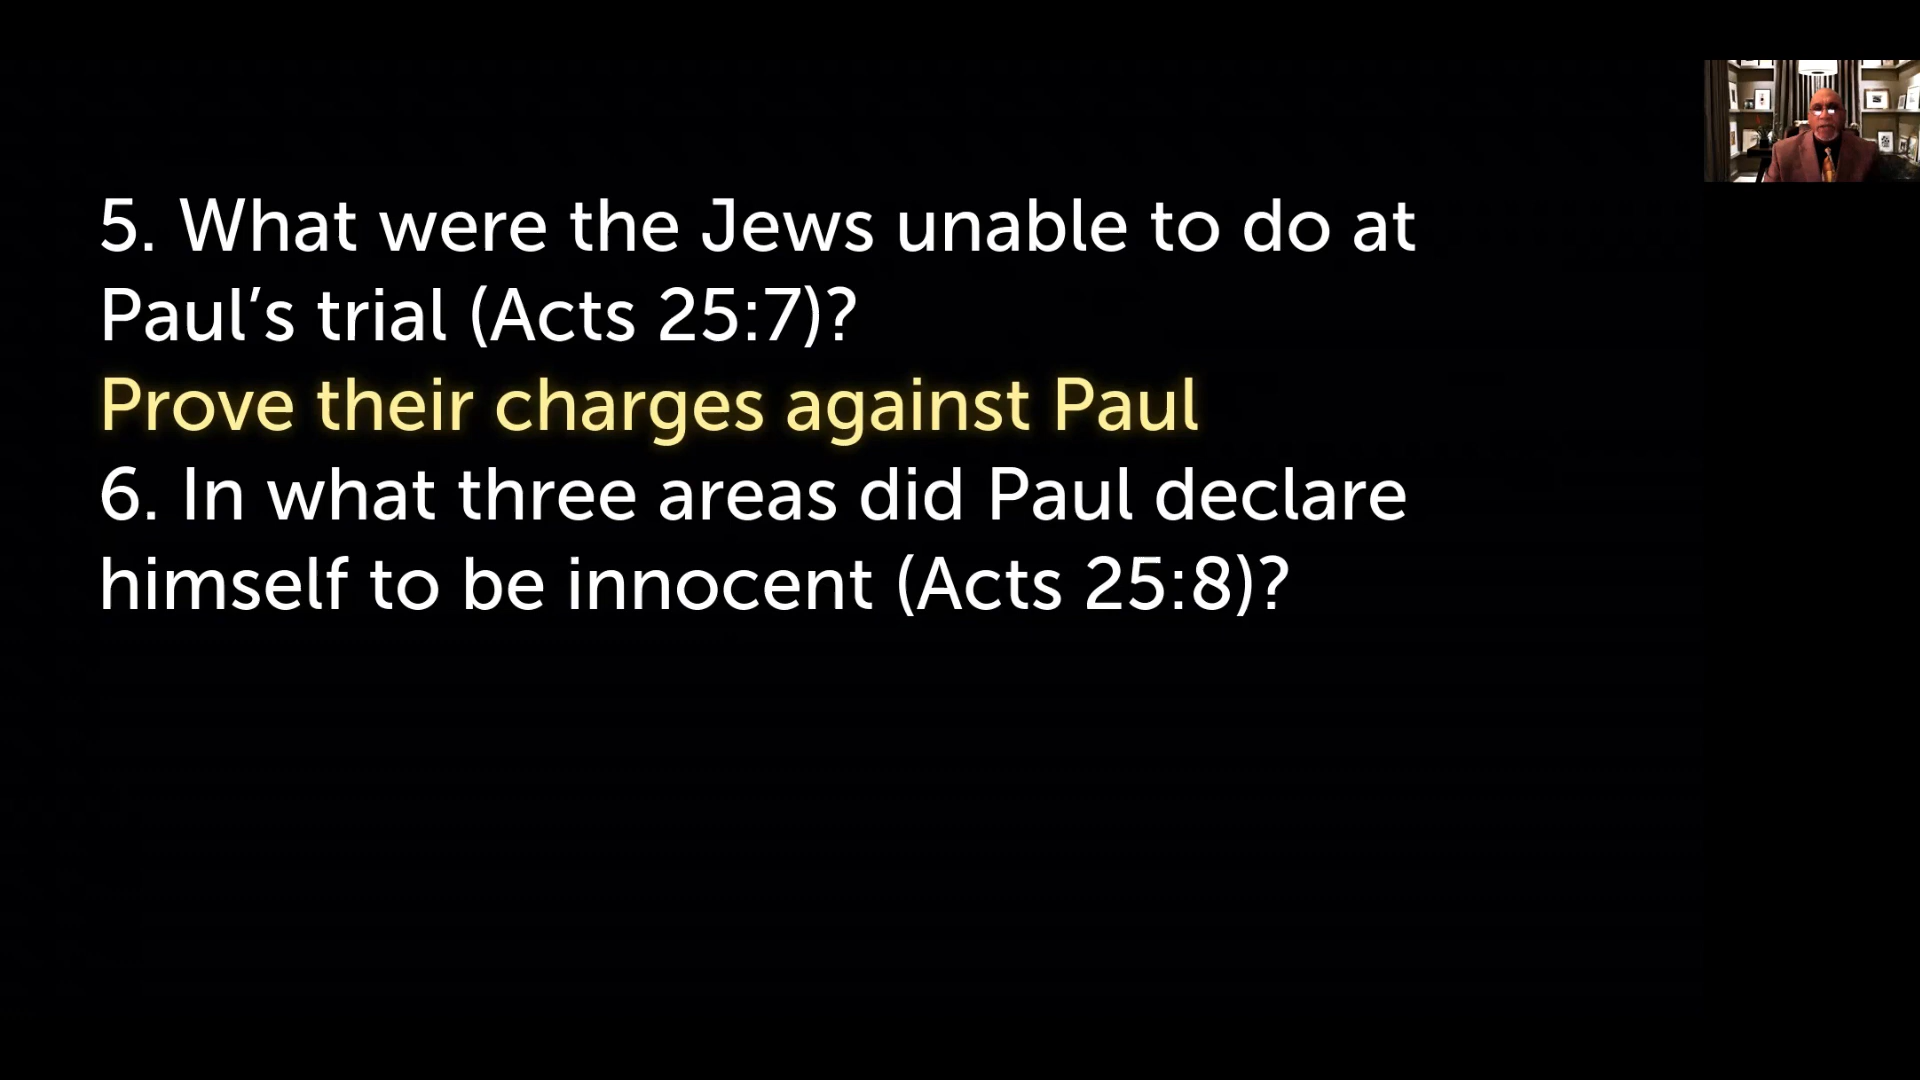 5. What were the Jews unable to do at
Paul’s trial (Acts 25:7)?
Prove their charges against Paul
6. In what three areas did Paul declare
himself to be innocent (Acts 25:8)?